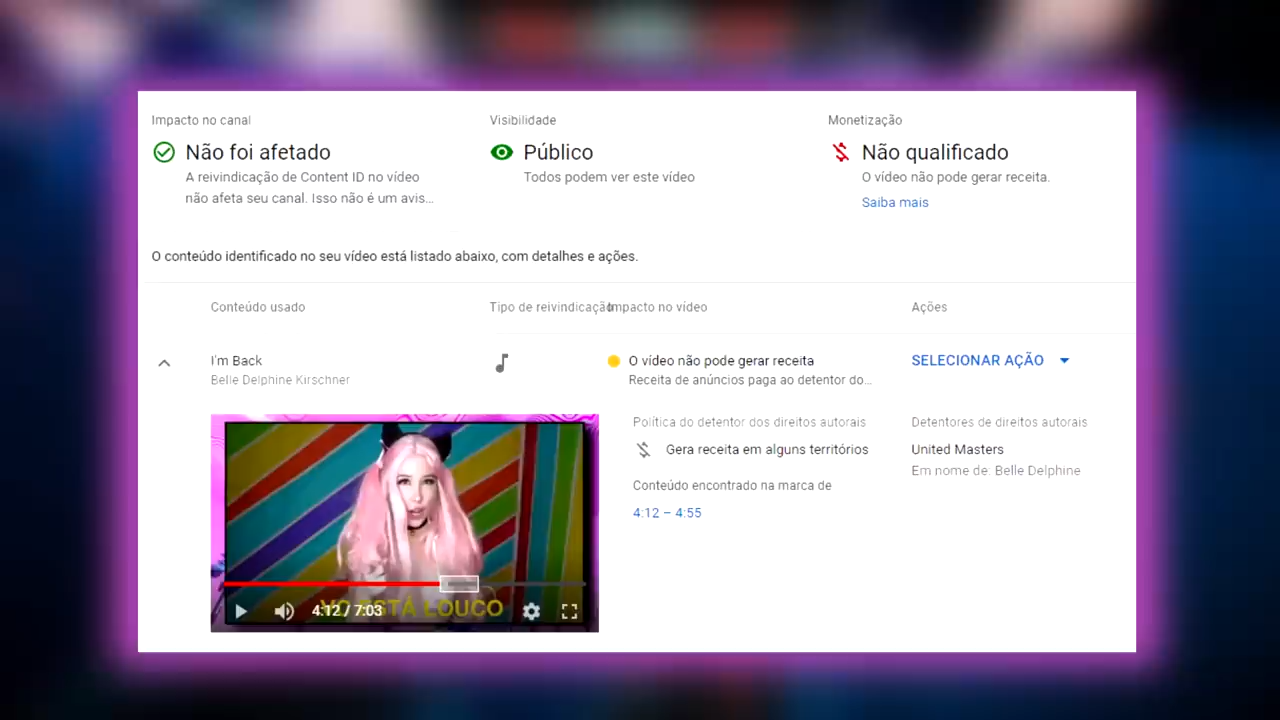 Impacto no canal
Visibilidade
Monetização
Não foi afetado
Público
Não qualificado
A reivindicação de Content ID no vídeo
Todos podem ver este vídeo
O vídeo não pode gerar receita.
não afeta seu canal. Isso não é um avis...
Saiba mais
O conteúdo identificado no seu vídeo está listado abaixo, com detalhes e ações.
Conteúdo usado
Tipo de reivindicação
Impacto no vídeo
Ações
I'm Back
O vídeo não pode gerar receita
SELECIONAR AÇÃO
Belle Delphine Kirschner
Receita de anúncios paga ao detentor do...
Política do detentor dos direitos autorais
Detentores de direitos autorais
Gera receita em alguns territórios
United Masters
Em nome de: Belle Delphine
Conteúdo encontrado na marca de
4:12 – 4:55
4:12 / 7:03
ESTÁ LOUCO